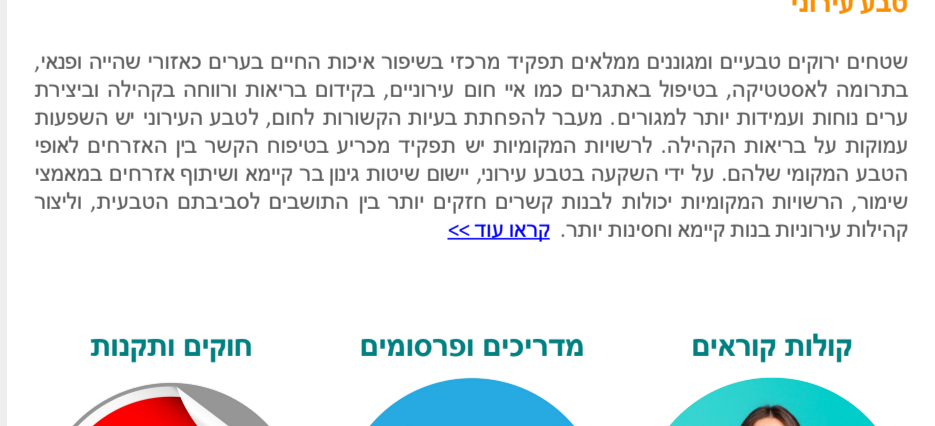 טבע עירוני
שטחים ירוקים טבעיים ומגוננים ממלאים תפקיד מרכזי בשיפור איכות החיים בערים כאזורי שהייה ופנאי,
בתרומה לאסטטיקה, בטיפול באתגרים כמו איי חום עירוניים, בקידום בריאות ורווחה בקהילה וביצירת
ערים נוחות ועמידות יותר למגורים. מעבר להפחתת בעיות הקשורות לחום, לטבע העירוני יש השפעות
עמוקות על בריאות הקהילה. לרשויות המקומיות יש תפקיד מכריע בטיפוח הקשר בין האזרחים לאופי
הטבע המקומי שלהם. על ידי השקעה בטבע עירוני, יישום שיטות גינון בר קיימא ושיתוף אזרחים במאמצי
שימור, הרשויות המקומיות יכולות לבנות קשרים חזקים יותר בין התושבים לסביבתם הטבעית, וליצור
קהילות עירוניות בנות קיימא וחסינות יותר. קראו עוד >>
קולות קוראים
מדריכים ופרסומים
חוקים ותקנות